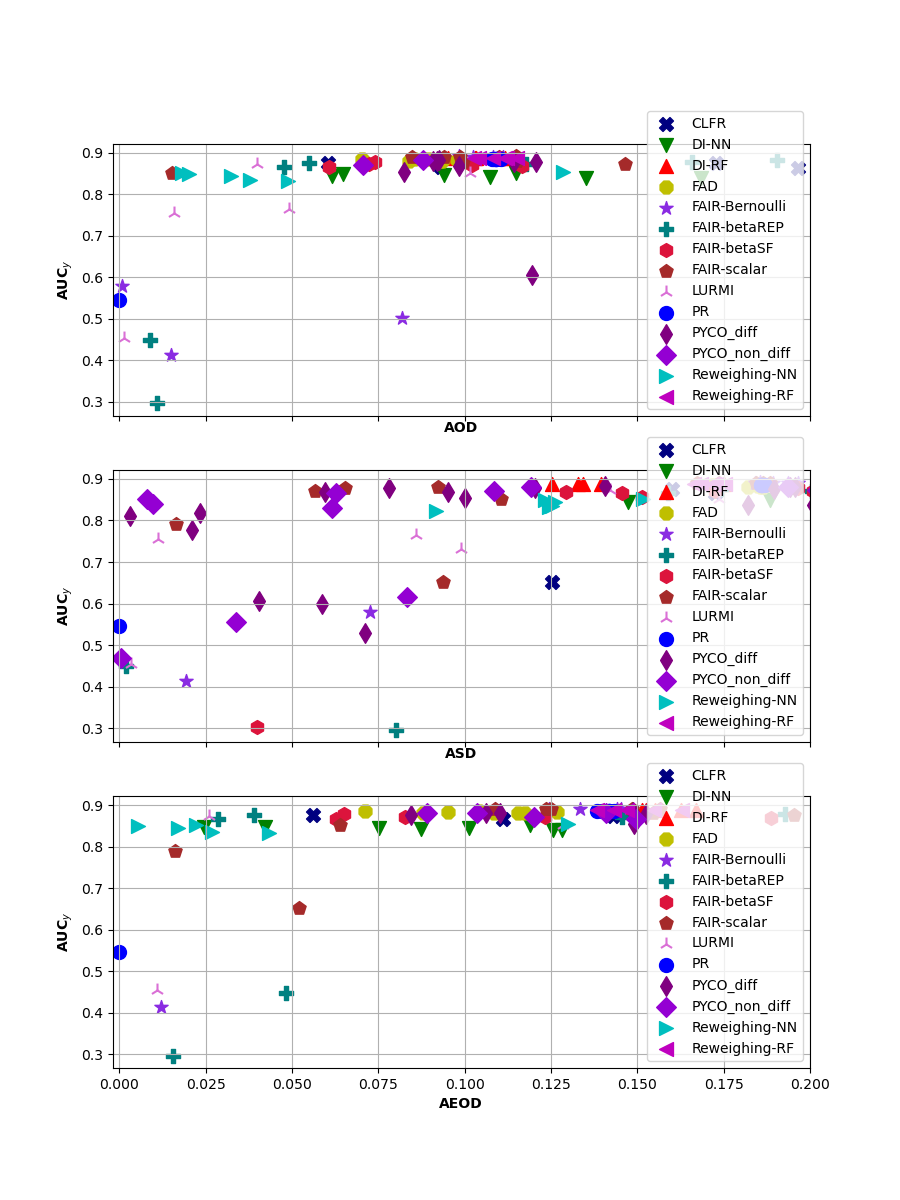 CLFR
DI-NN
DI-RF
FAD
FAIR-Bernoulli
FAIR-betaREP
FAIR-betaSF
FAIR-scalar
LURMI
PR
PYCO_diff
PYCO_non_diff
Reweighing-NN
Reweighing-RF
0.9
0.8
0.7
0.6
0.5
0.4
0.3
AUCy
AOD
CLFR
DI-NN
DI-RF
FAD
FAIR-Bernoulli
FAIR-betaREP
FAIR-betaSF
FAIR-scalar
LURMI
PR
PYCO_diff
PYCO_non_diff
Reweighing-NN
Reweighing-RF
0.9
0.8
0.7
0.6
0.5
0.4
0.3
AUCy
ASD
CLFR
DI-NN
DI-RF
FAD
FAIR-Bernoulli
FAIR-betaREP
FAIR-betaSF
FAIR-scalar
LURMI
PR
PYCO_diff
PYCO_non_diff
Reweighing-NN
Reweighing-RF
0.9
0.8
0.7
0.6
0.5
0.4
0.3
AUCy
0.000 0.025 0.050 0.075 0.100 0.125 0.150 0.175 0.200
AEOD